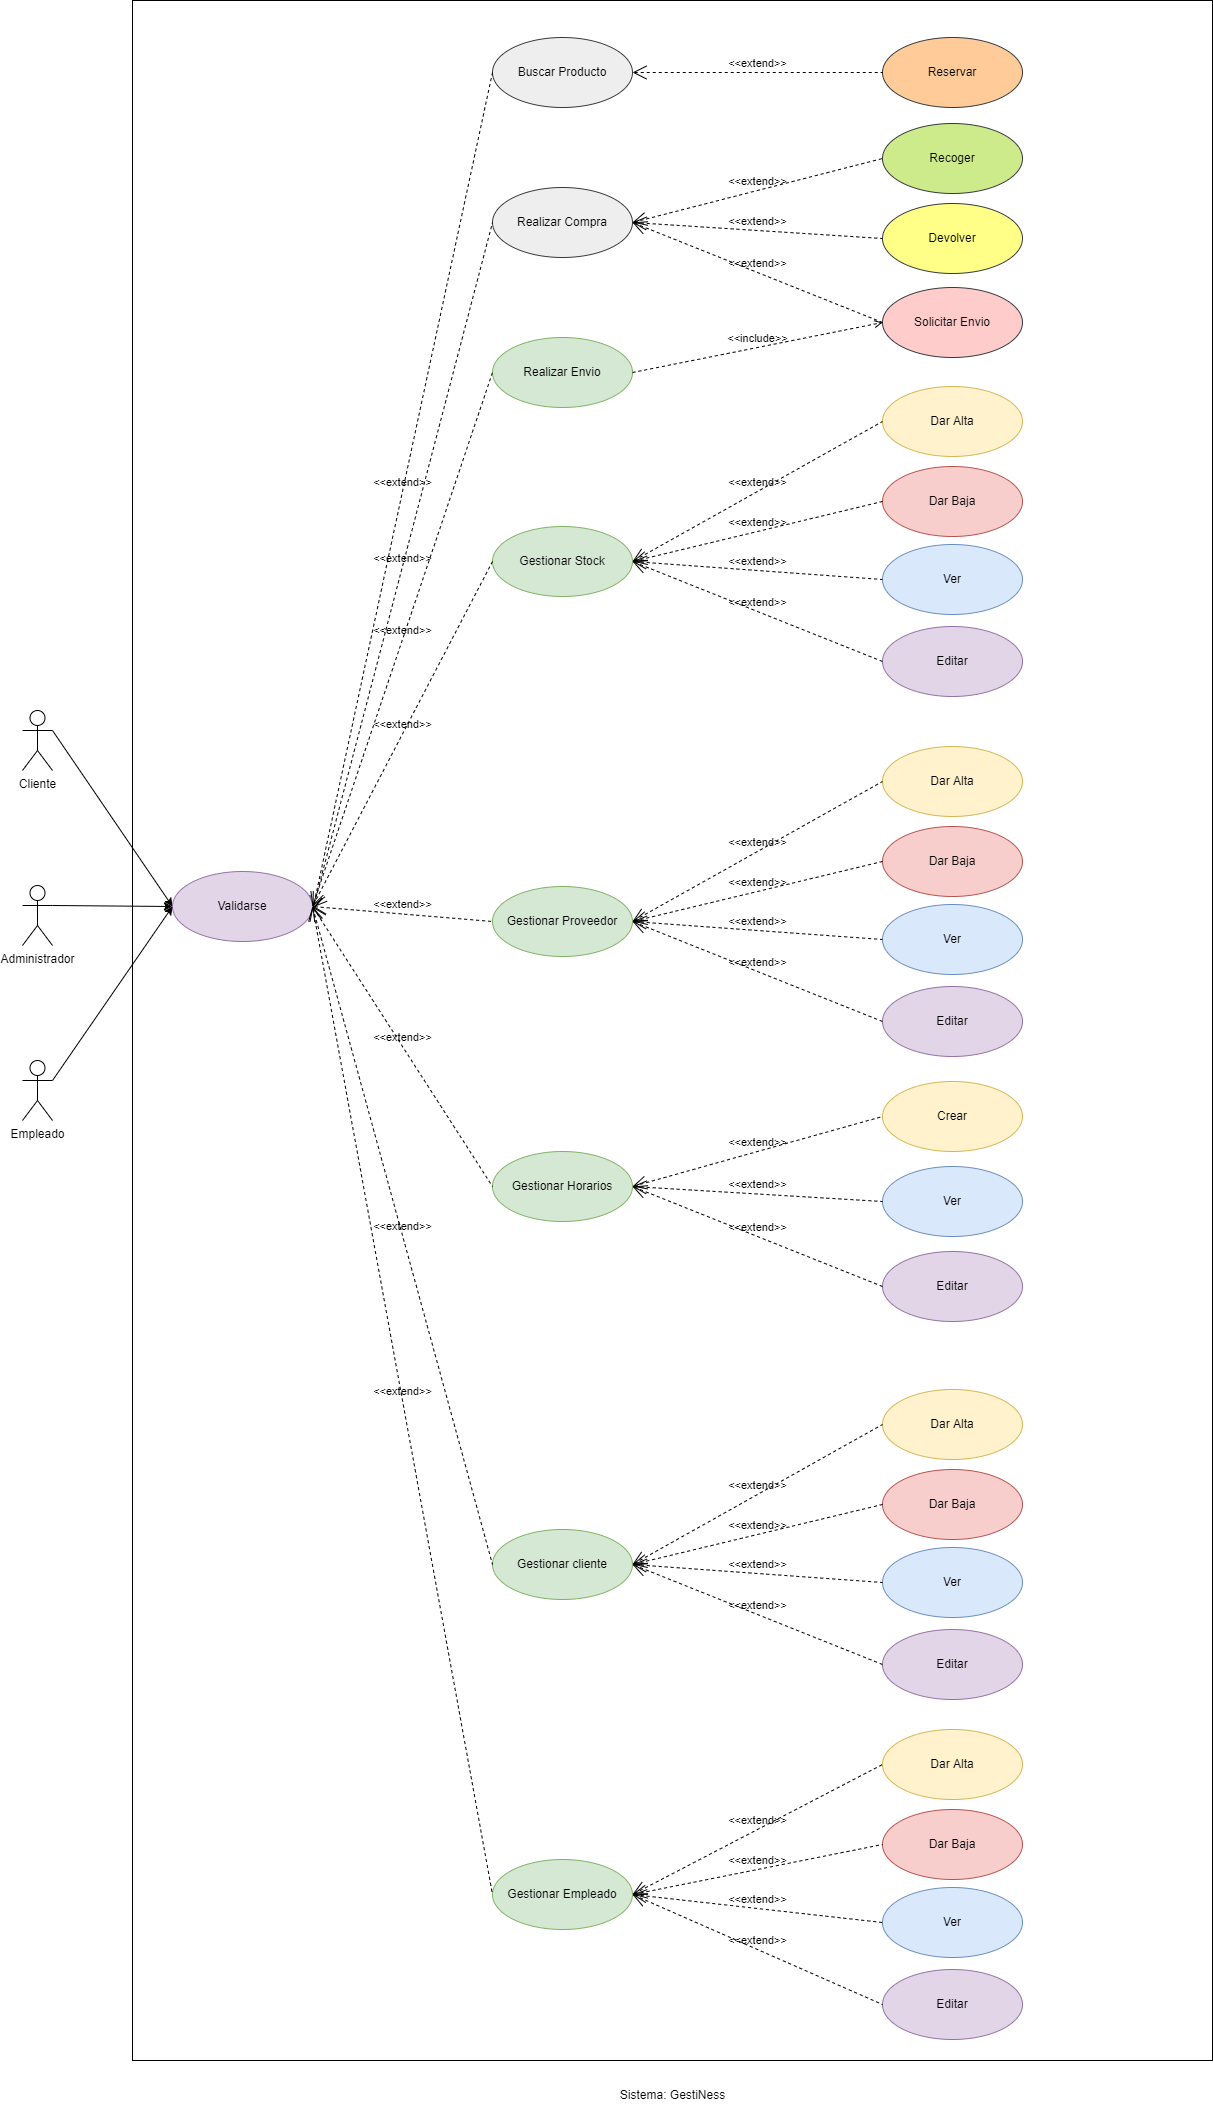 Buscar Producto
<<extend>>
Reservar
Recoger
<<extend>>
Realizar Compra
<<extend>>
Devolver
<<extend>>
Solicitar Envio
<<include>>
Realizar Envio
Dar Alta
<<extend>>
<<extend>>
Dar Baja
<<extend>>
<<extend>>
Gestionar Stock
<<extend>>
Ver
<<extend>>
<<extend>>
Editar
<<extend>>
Cliente
Dar Alta
<<extend>>
Dar Baja
<<extend>>
Validarse
<<extend>>
Gestionar Proveedor
<<extend>>
Ver
Administrador
<<extend>>
Editar
<<extend>>
Crear
Empleado
<<extend>>
Gestionar Horarios
<<extend>>
Ver
<<extend>>
<<extend>>
Editar
<<extend>>
Dar Alta
<<extend>>
Dar Baja
<<extend>>
Gestionar cliente
<<extend>>
Ver
<<extend>>
Editar
Dar Alta
<<extend>>
Dar Baja
<<extend>>
Gestionar Empleado
<<extend>>
Ver
<<extend>>
Editar
Sistema: GestiNess